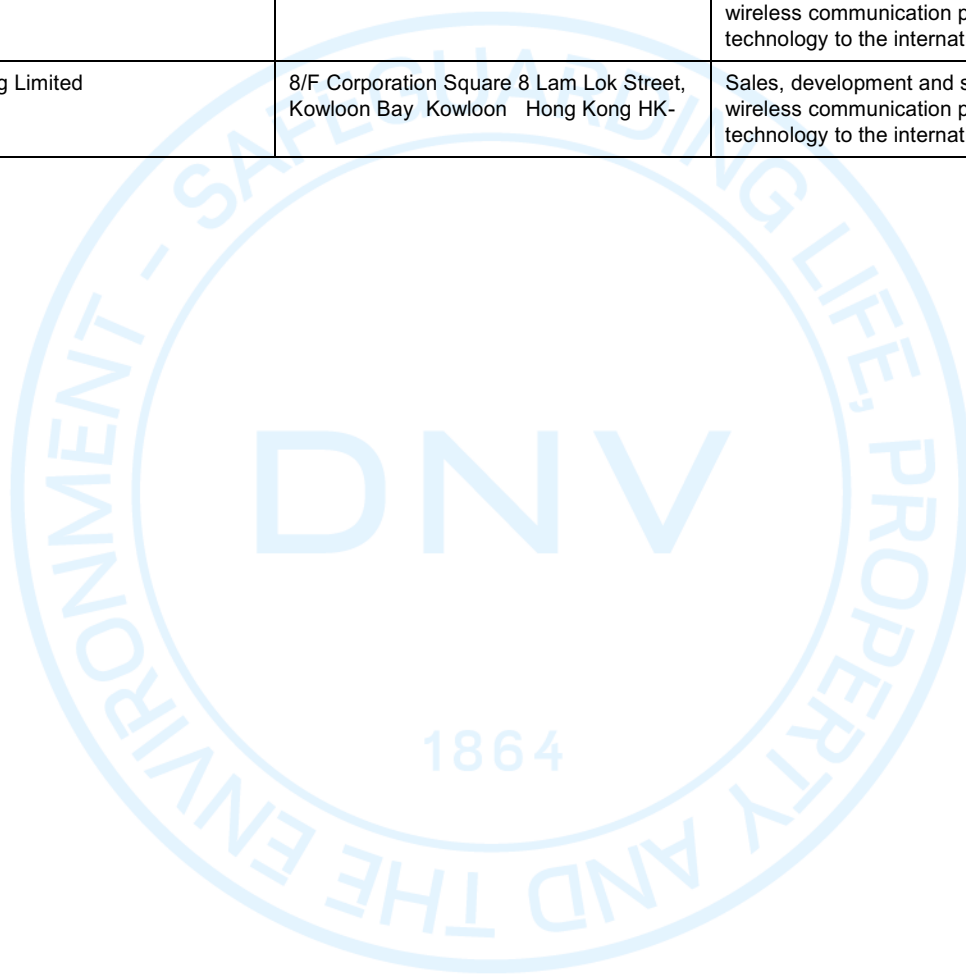 wireless communication p
technology to the internat
g Limited
8/F Corporation Square 8 Lam Lok Street,
Kowloon Bay Kowloon Hong Kong HK-
Sales, development and s
wireless communication p
technology to the internat
SAFEGUARDING LIFE, PROPERTY AND THE ENVIRONMENT -
DNV
1864